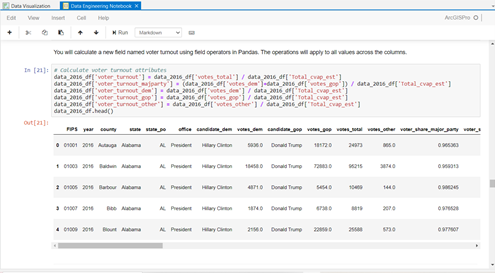 Data Visualization
Data Engineering Notebook
Edit View Insert Cell Help
ArcGISPro
Run Markdown
You will calculate a new field named voter turnout using field operators in Pandas. The operations will apply to all values across the columns.
In [21]:
# Calculate voter turnout attributes
data_2016_df['voter_turnout'] = data_2016_df['votes_total'] / data_2016_df['Total_cvap_est']
data_2016_df['voter_turnout_majparty'] = (data_2016_df['votes_dem']+data_2016_df['votes_gop']) / data_2016_df['Total_cvap_est']
data_2016_df['voter_turnout_dem'] = data_2016_df['votes_dem'] / data_2016_df['Total_cvap_est']
data_2016_df['voter_turnout_gop'] = data_2016_df['votes_gop'] / data_2016_df['Total_cvap_est']
data_2016_df['voter_turnout_other'] = data_2016_df['votes_other'] / data_2016_df['Total_cvap_est']
data_2016_df.head()
Out[21]:
FIPS year county state state_po office candidate_dem votes_dem candidate_gop votes_gop votes_total votes_other voter_share_major_party voter_s
0 01001 2016 Autauga Alabama AL President Hillary Clinton 5936.0 Donald Trump 18172.0 24973 865.0 0.965363
1 01003 2016 Baldwin Alabama AL President Hillary Clinton 18458.0 Donald Trump 72883.0 95215 3874.0 0.959313
2 01005 2016 Barbour Alabama AL President Hillary Clinton 4871.0 Donald Trump 5454.0 10469 144.0 0.986245
3 01007 2016 Bibb Alabama AL President Hillary Clinton 1874.0 Donald Trump 6738.0 8819 207.0 0.976528
4 01009 2016 Blount Alabama AL President Hillary Clinton 2156.0 Donald Trump 22859.0 25588 573.0 0.977607